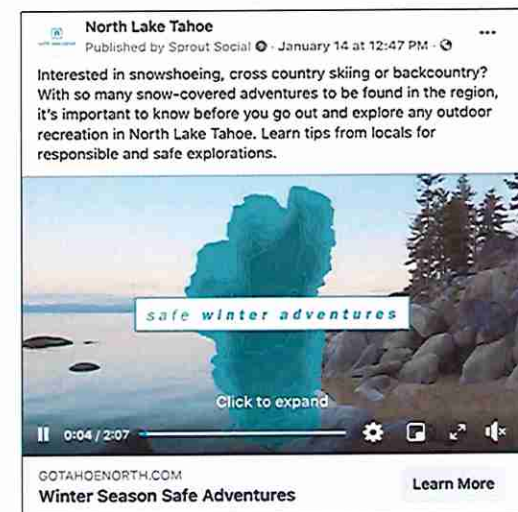 North Lake Tahoe
Published by Sprout Social · January 14 at 12:47 PM ·
Interested in snowshoeing, cross country skiing or backcountry?
With so many snow-covered adventures to be found in the region,
it's important to know before you go out and explore any outdoor
recreation in North Lake Tahoe. Learn tips from locals for
responsible and safe explorations.
safe winter adventures
Click to expand
0:04 / 2:07
GOTAHOENORTH.COM
Winter Season Safe Adventures
Learn More